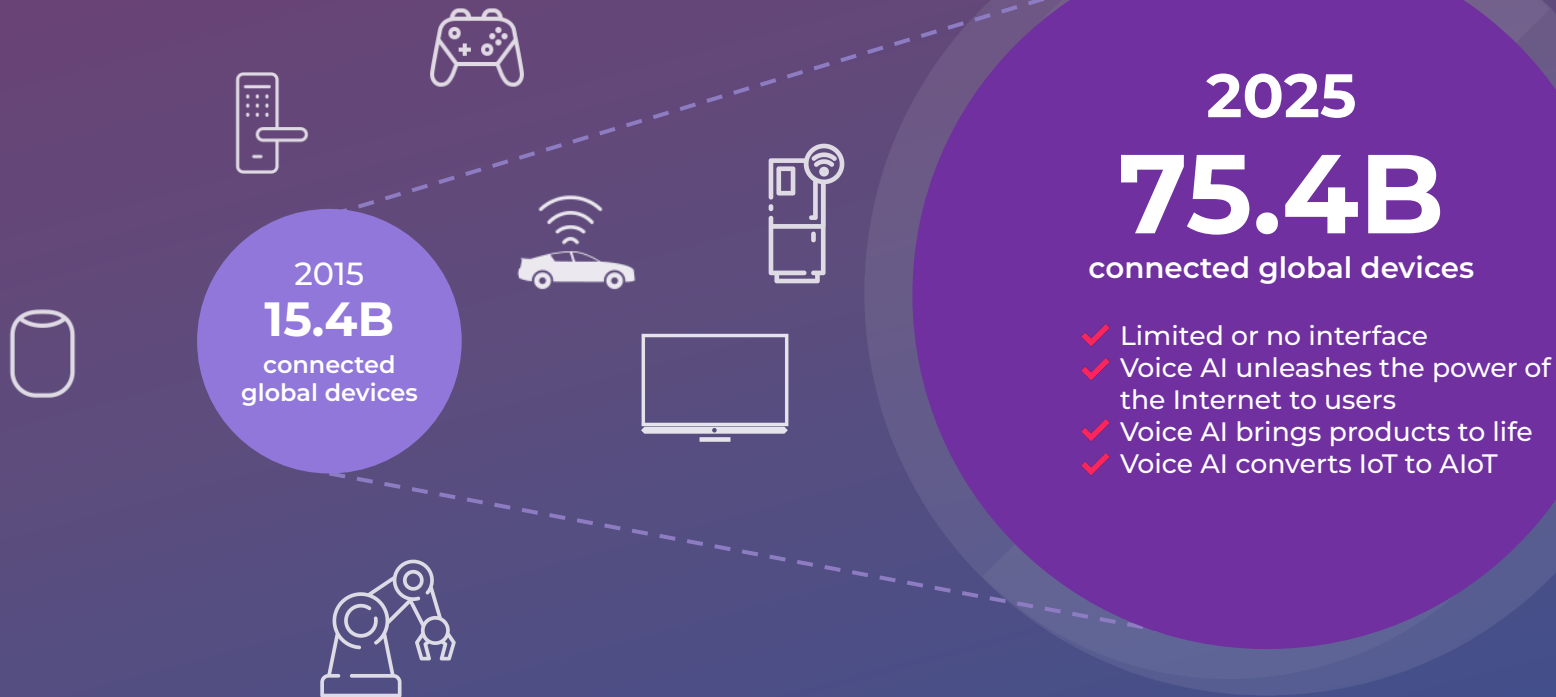 2015
15.4B
connected
global devices
2025
75.4B
connected global devices
Limited or no interface
Voice AI unleashes the power of
the Internet to users
Voice AI brings products to life
Voice AI converts IoT to AIoT